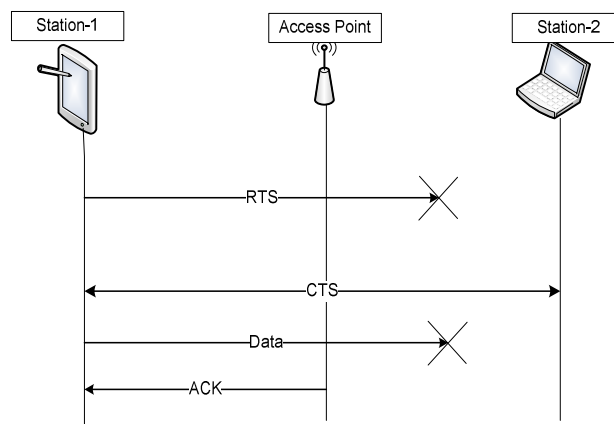 Station-1
Access Point
Station-2
RTS
CTS
Data
ACK